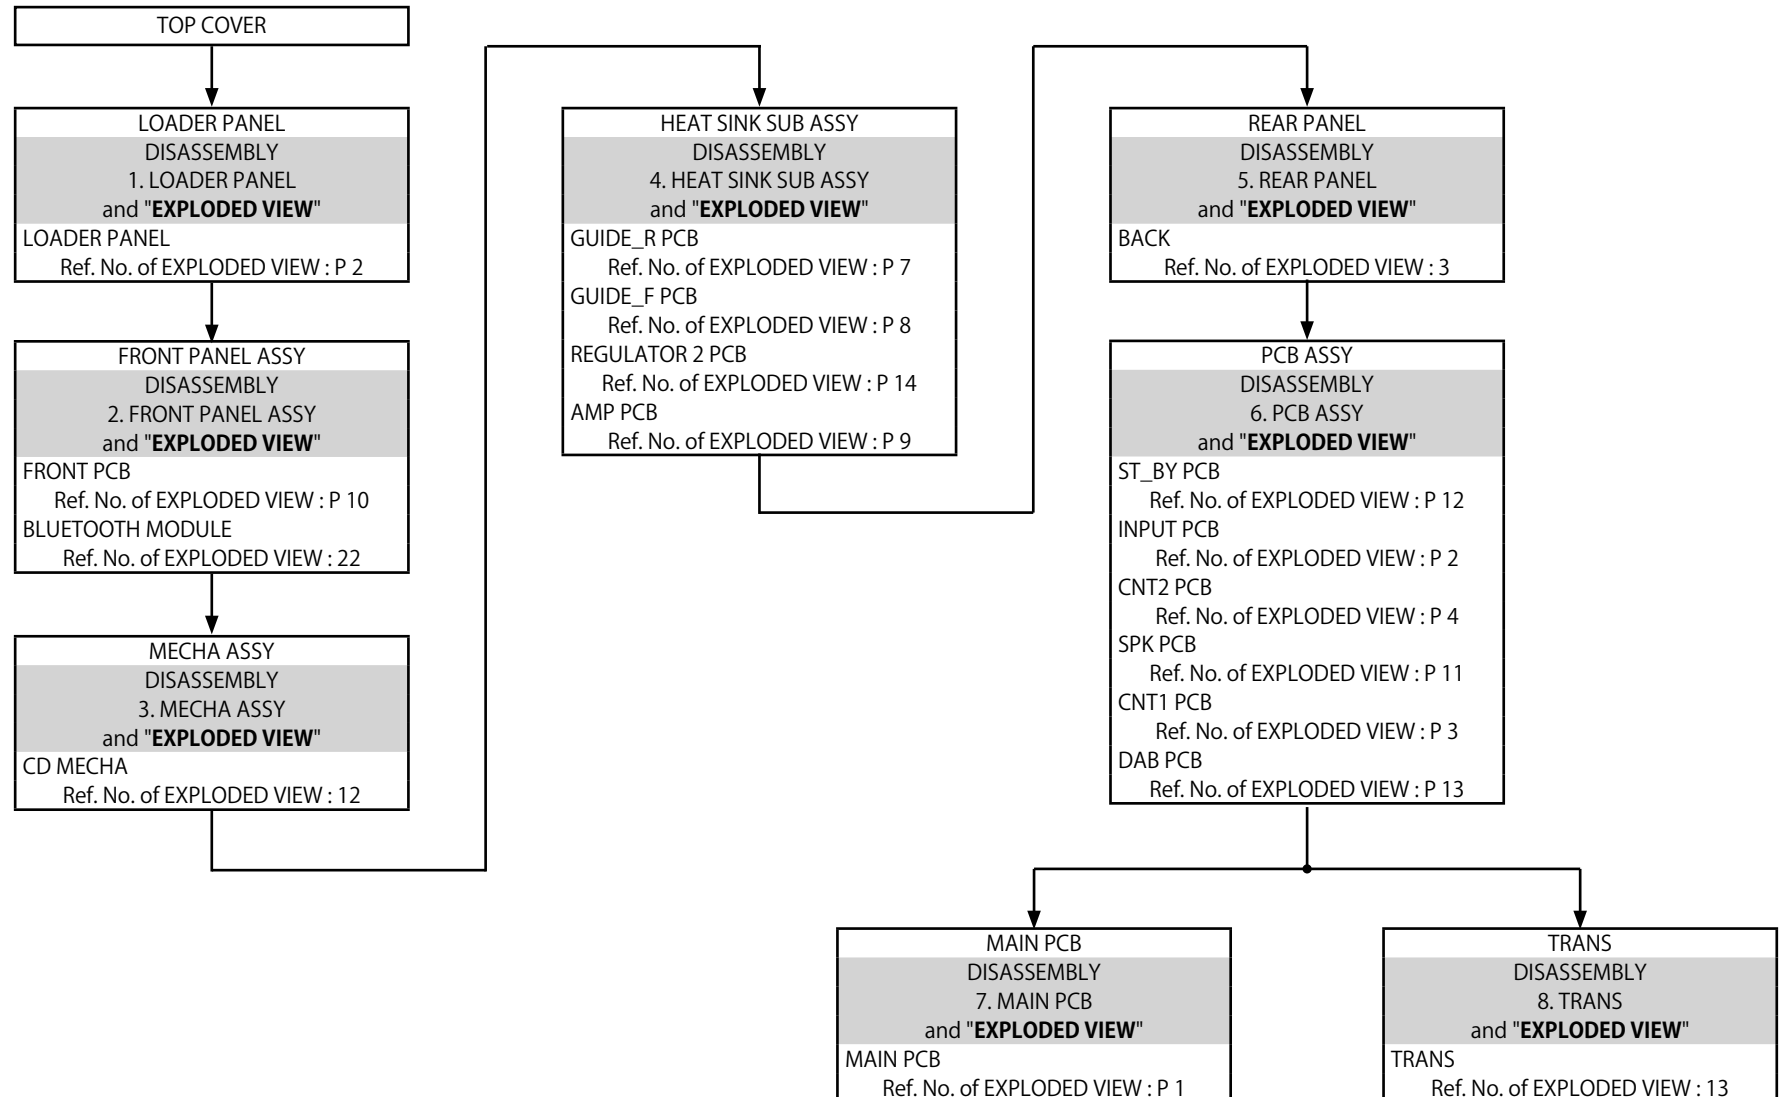 TOP COVER
LOADER PANEL
DISASSEMBLY
1. LOADER PANEL
and "EXPLODED VIEW"
LOADER PANEL
Ref. No. of EXPLODED VIEW : P 2
FRONT PANEL ASSY
DISASSEMBLY
2. FRONT PANEL ASSY
and "EXPLODED VIEW"
FRONT PCB
Ref. No. of EXPLODED VIEW : P 10
BLUETOOTH MODULE
Ref. No. of EXPLODED VIEW : 22
MECHA ASSY
DISASSEMBLY
3. MECHA ASSY
and "EXPLODED VIEW"
CD MECHA
Ref. No. of EXPLODED VIEW : 12
HEAT SINK SUB ASSY
DISASSEMBLY
4. HEAT SINK SUB ASSY
and "EXPLODED VIEW"
GUIDE_R PCB
Ref. No. of EXPLODED VIEW : P 7
GUIDE_F PCB
Ref. No. of EXPLODED VIEW : P 8
REGULATOR 2 PCB
Ref. No. of EXPLODED VIEW : P 14
AMP PCB
Ref. No. of EXPLODED VIEW : P 9
REAR PANEL
DISASSEMBLY
5. REAR PANEL
and "EXPLODED VIEW"
BACK
Ref. No. of EXPLODED VIEW : 3
PCB ASSY
DISASSEMBLY
6. PCB ASSY
and "EXPLODED VIEW"
ST_BY PCB
Ref. No. of EXPLODED VIEW : P 12
INPUT PCB
Ref. No. of EXPLODED VIEW : P 2
CNT2 PCB
Ref. No. of EXPLODED VIEW : P 4
SPK PCB
Ref. No. of EXPLODED VIEW : P 11
CNT1 PCB
Ref. No. of EXPLODED VIEW : P 3
DAB PCB
Ref. No. of EXPLODED VIEW : P 13
MAIN PCB
DISASSEMBLY
7. MAIN PCB
and "EXPLODED VIEW"
MAIN PCB
Ref. No. of EXPLODED VIEW : P 1
TRANS
DISASSEMBLY
8. TRANS
and "EXPLODED VIEW"
TRANS
Ref. No. of EXPLODED VIEW : 13